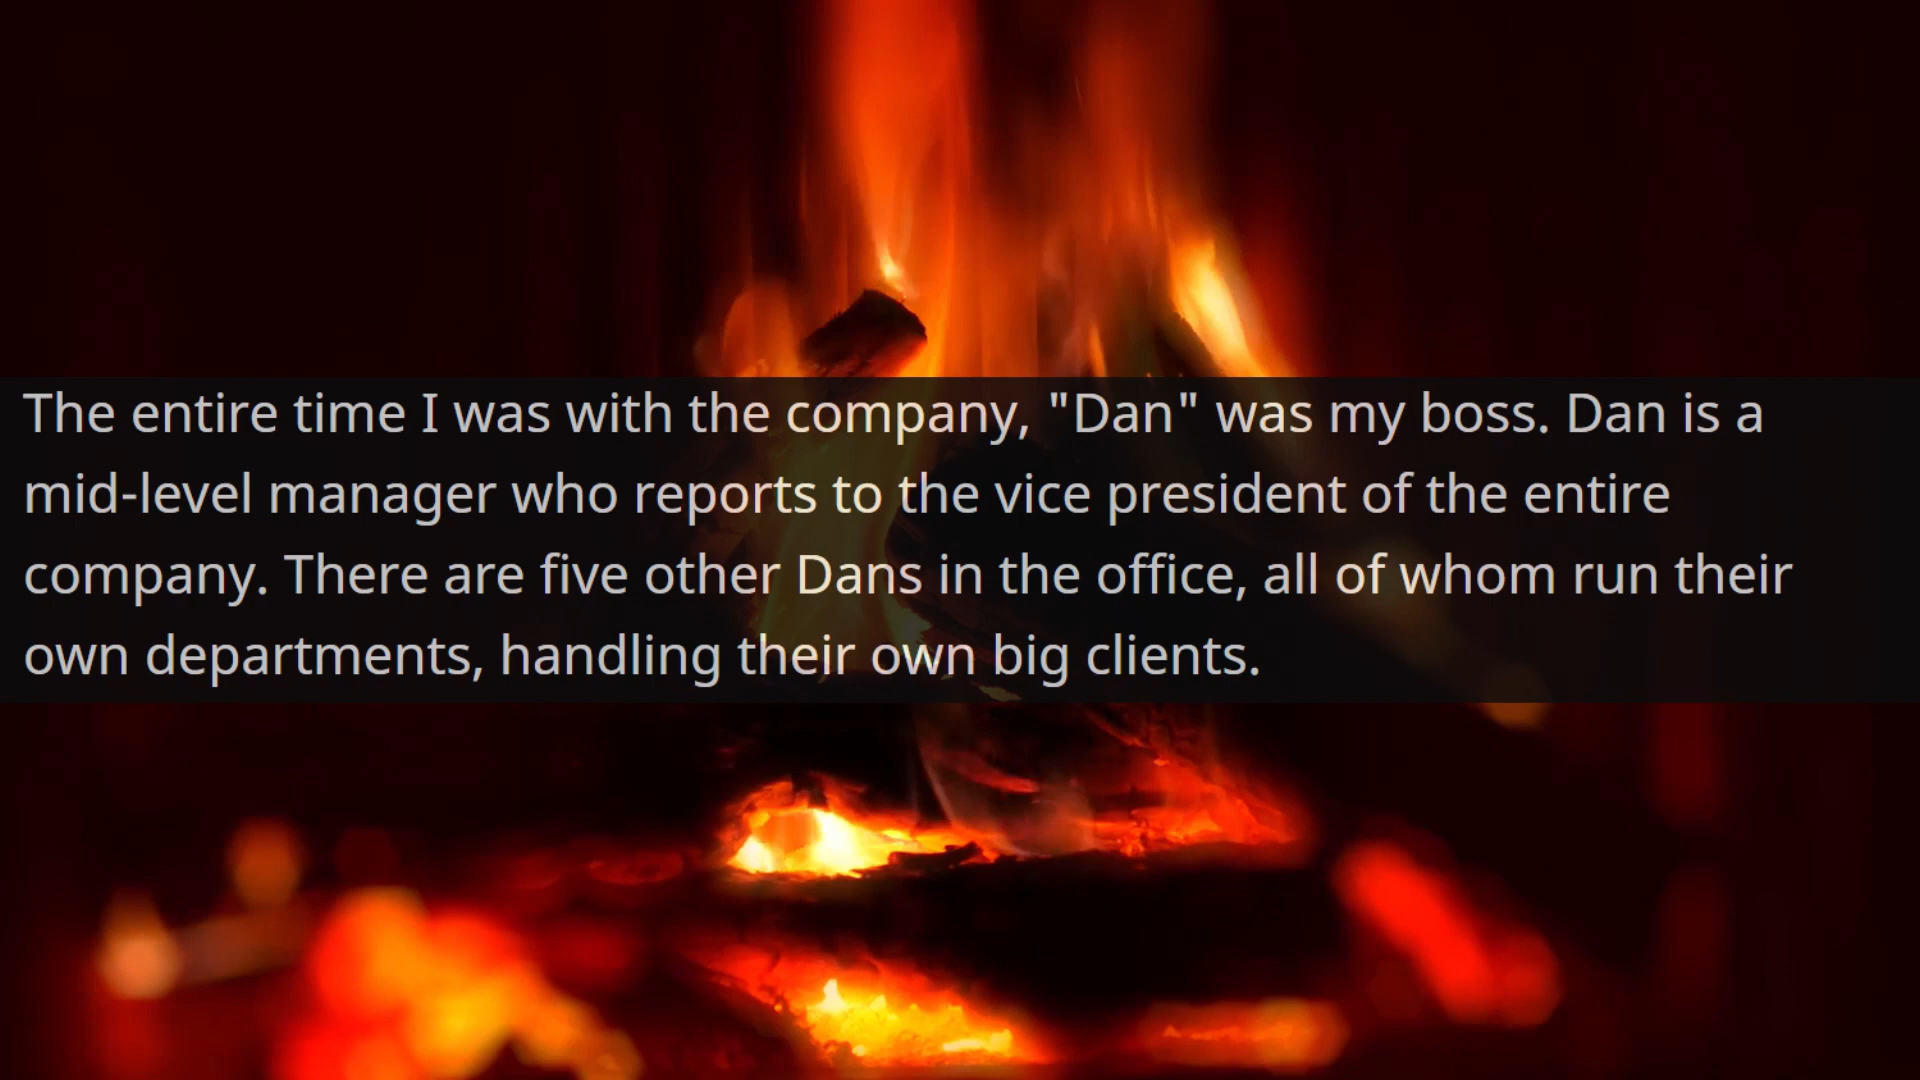 The entire time I was with the company, "Dan" was my boss. Dan is a
mid-level manager who reports to the vice president of the entire
company. There are five other Dans in the office, all of whom run their
own departments, handling their own big clients.